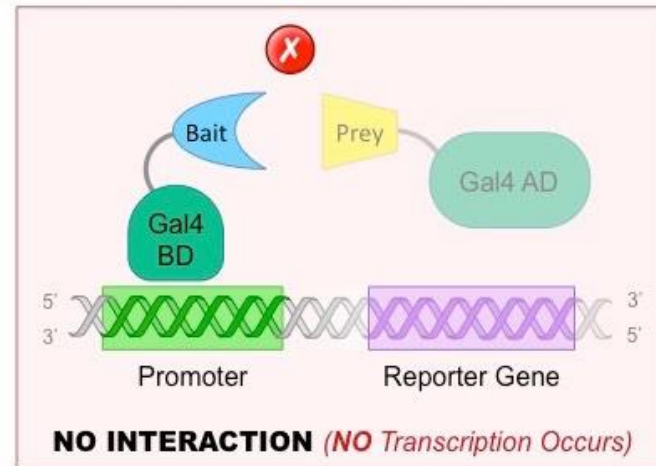 ✗
Bait
Prey
Gal4 AD
Gal4
BD
5' 3'
3' 5'
Promoter Reporter Gene
NO INTERACTION (NO Transcription Occurs)